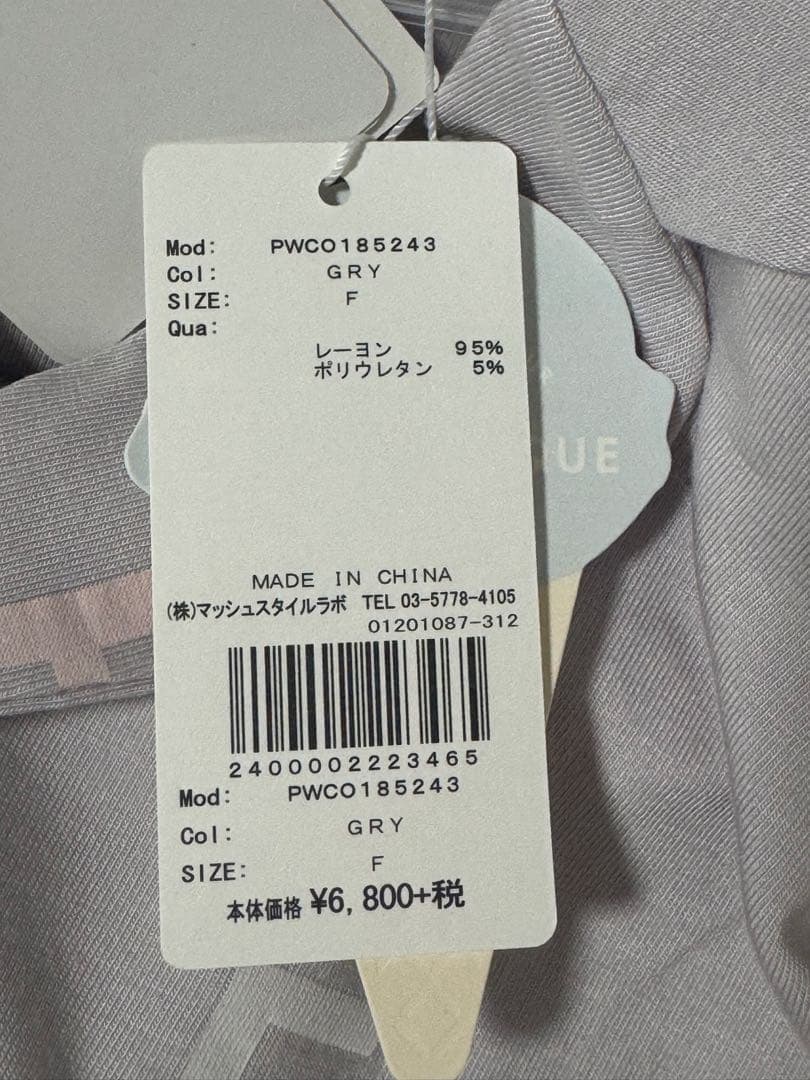 Mod: PWCO185243
Col: GRY
SIZE: F
Qua:
レーヨン 95%
ポリウレタン 5%
QUE
MADE IN CHINA
(株)マッシュスタイルラボ TEL 03-5778-4105
01201087-312
2400002223465
Mod: PWCO185243
Col: GRY
SIZE: F
本体価格 ¥6,800+税